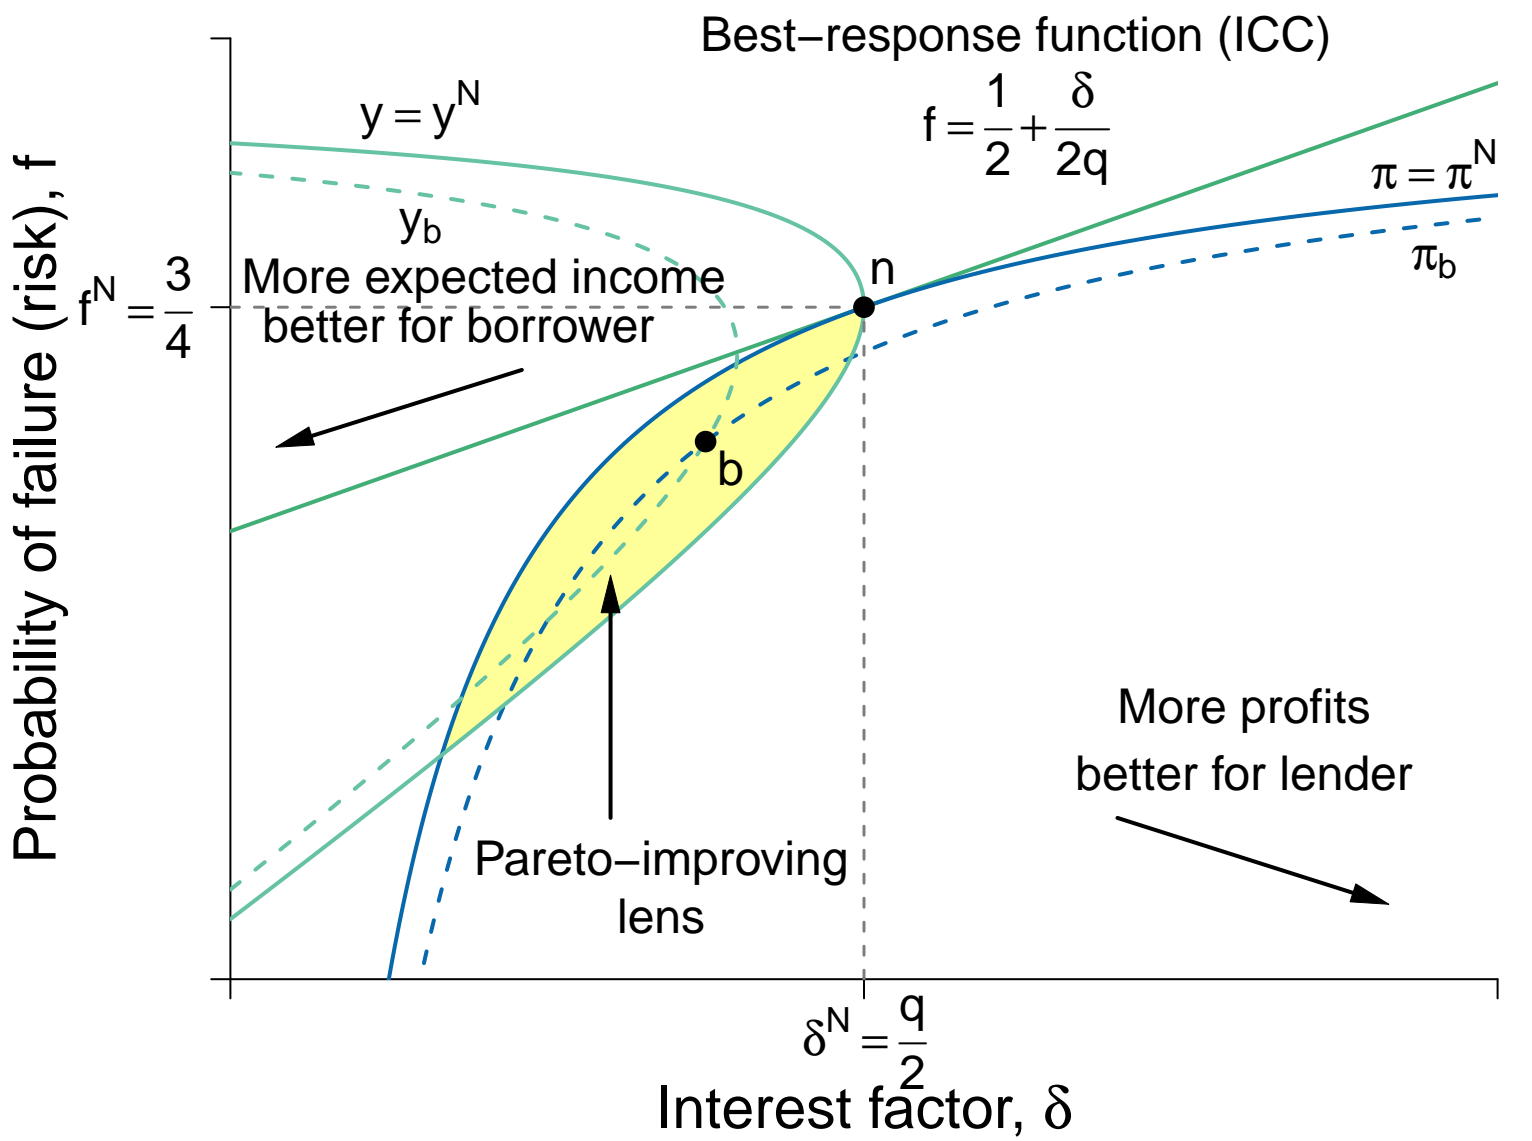 Best−response function (ICC)
f = 1/2 + δ/2q
y = y^N
π = π^N
y_b
π_b
n
More expected income
better for borrower
f^N = 3/4
b
More profits
better for lender
Pareto−improving
lens
δ^N = q/2
Interest factor, δ
Probability of failure (risk), f